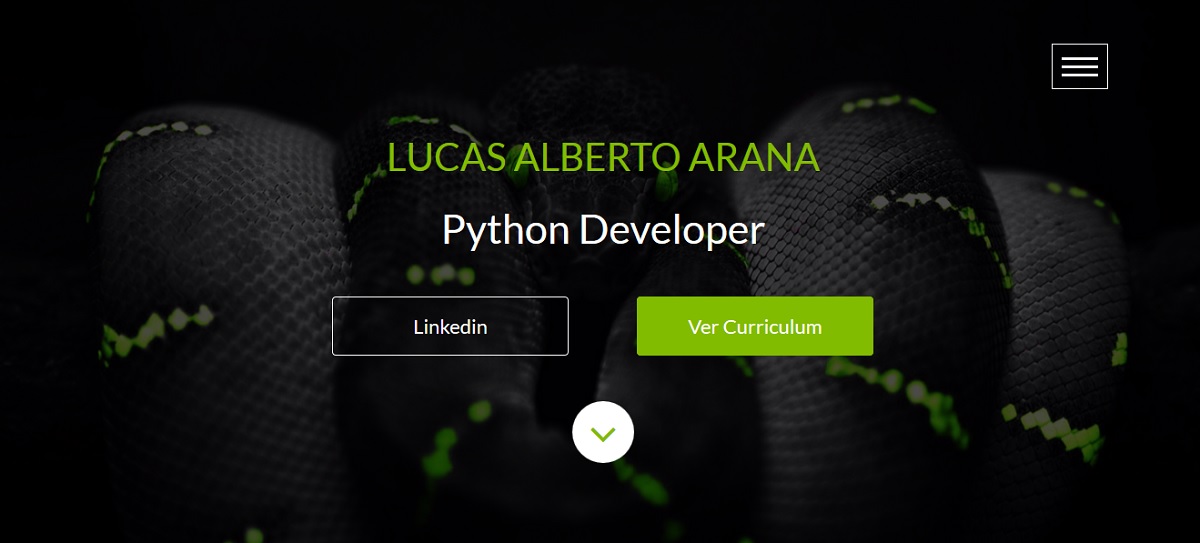 LUCAS ALBERTO ARANA
Python Developer
Linkedin
Ver Curriculum